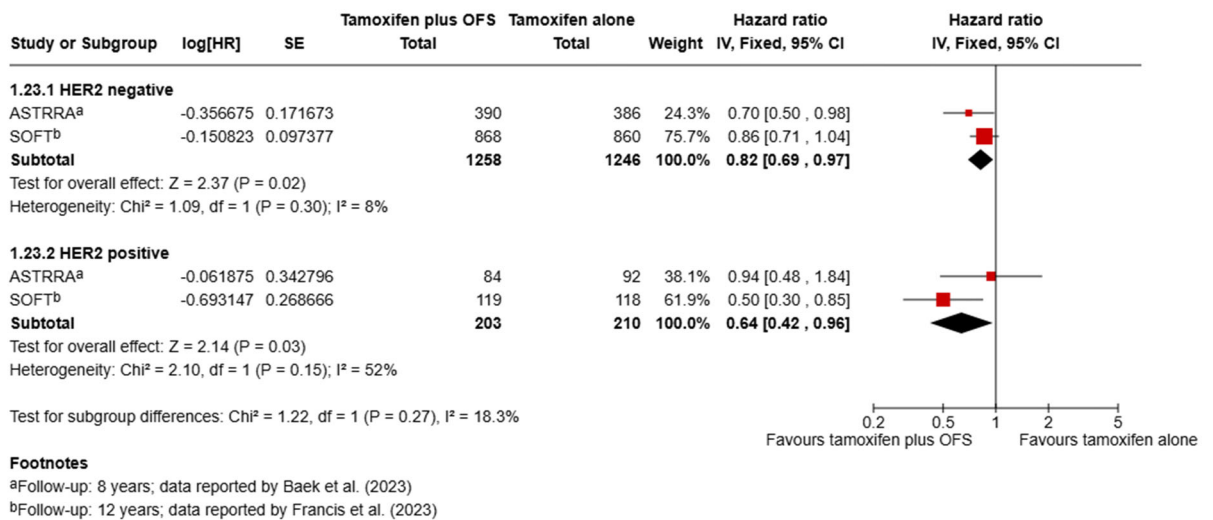 Tamoxifen plus OFS Tamoxifen alone Hazard ratio Hazard ratio
Study or Subgroup log[HR] SE Total Total Weight IV, Fixed, 95% CI IV, Fixed, 95% CI
1.23.1 HER2 negative
ASTRRAᵃ -0.356675 0.171673 390 386 24.3% 0.70 [0.50 , 0.98]
SOFTᵇ -0.150823 0.097377 868 860 75.7% 0.86 [0.71 , 1.04]
Subtotal 1258 1246 100.0% 0.82 [0.69 , 0.97]
Test for overall effect: Z = 2.37 (P = 0.02)
Heterogeneity: Chi² = 1.09, df = 1 (P = 0.30); I² = 8%
1.23.2 HER2 positive
ASTRRAᵃ -0.061875 0.342796 84 92 38.1% 0.94 [0.48 , 1.84]
SOFTᵇ -0.693147 0.268666 119 118 61.9% 0.50 [0.30 , 0.85]
Subtotal 203 210 100.0% 0.64 [0.42 , 0.96]
Test for overall effect: Z = 2.14 (P = 0.03)
Heterogeneity: Chi² = 2.10, df = 1 (P = 0.15); I² = 52%
Test for subgroup differences: Chi² = 1.22, df = 1 (P = 0.27), I² = 18.3%
0.2 0.5 1 2 5
Favours tamoxifen plus OFS Favours tamoxifen alone
Footnotes
ᵃFollow-up: 8 years; data reported by Baek et al. (2023)
ᵇFollow-up: 12 years; data reported by Francis et al. (2023)